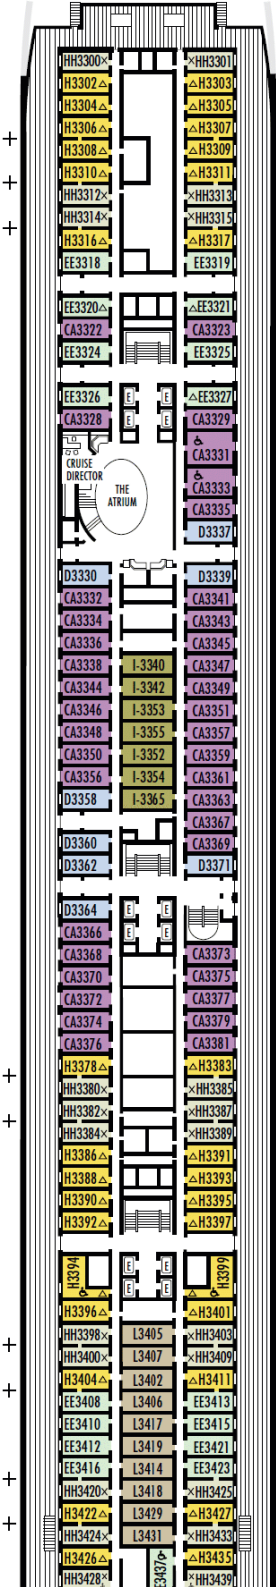 HH3300× ×HH3301
H3302△ △H3303
H3304△ △H3305
H3306△ △H3307
H3308△ △H3309
H3310△ △H3311
HH3312× ×HH3313
HH3314× ×HH3315
H3316△ △H3317
EE3318 EE3319
EE3320△ △EE3321
CA3322 CA3323
EE3324 EE3325
EE3326 E E △EE3327
CA3328 E E CA3329
CA3331
CRUISE DIRECTOR
THE ATRIUM
CA3333
CA3335
D3337
D3330 D3339
CA3332 CA3341
CA3334 CA3343
CA3336 CA3345
CA3338 I-3340 CA3347
CA3344 I-3342 CA3349
CA3346 I-3353 CA3351
CA3348 I-3355 CA3357
CA3350 I-3352 CA3359
CA3356 I-3354 CA3361
D3358 I-3365 CA3363
CA3367
D3360 CA3369
D3362 D3371
D3364 E E
CA3366 E E
CA3368 CA3373
CA3370 CA3375
CA3372 CA3377
CA3374 CA3379
CA3376 CA3381
H3378△ △H3383
HH3380× ×HH3385
HH3382× ×HH3387
HH3384× ×HH3389
H3386△ △H3391
H3388△ △H3393
H3390△ △H3395
H3392△ △H3397
H3394 E E H3399
E E
H3396△ △H3401
HH3398× L3405 ×HH3403
HH3400× L3407 ×HH3409
H3404△ L3402 △H3411
EE3408 L3406 EE3413
EE3410 L3417 EE3415
EE3412 L3419 EE3421
EE3416 L3414 EE3423
HH3420× L3418 ×HH3425
H3422△ L3429 △H3427
HH3424× L3431 ×HH3433
H3426△ △H3435
HH3428× E3437 ×HH3439